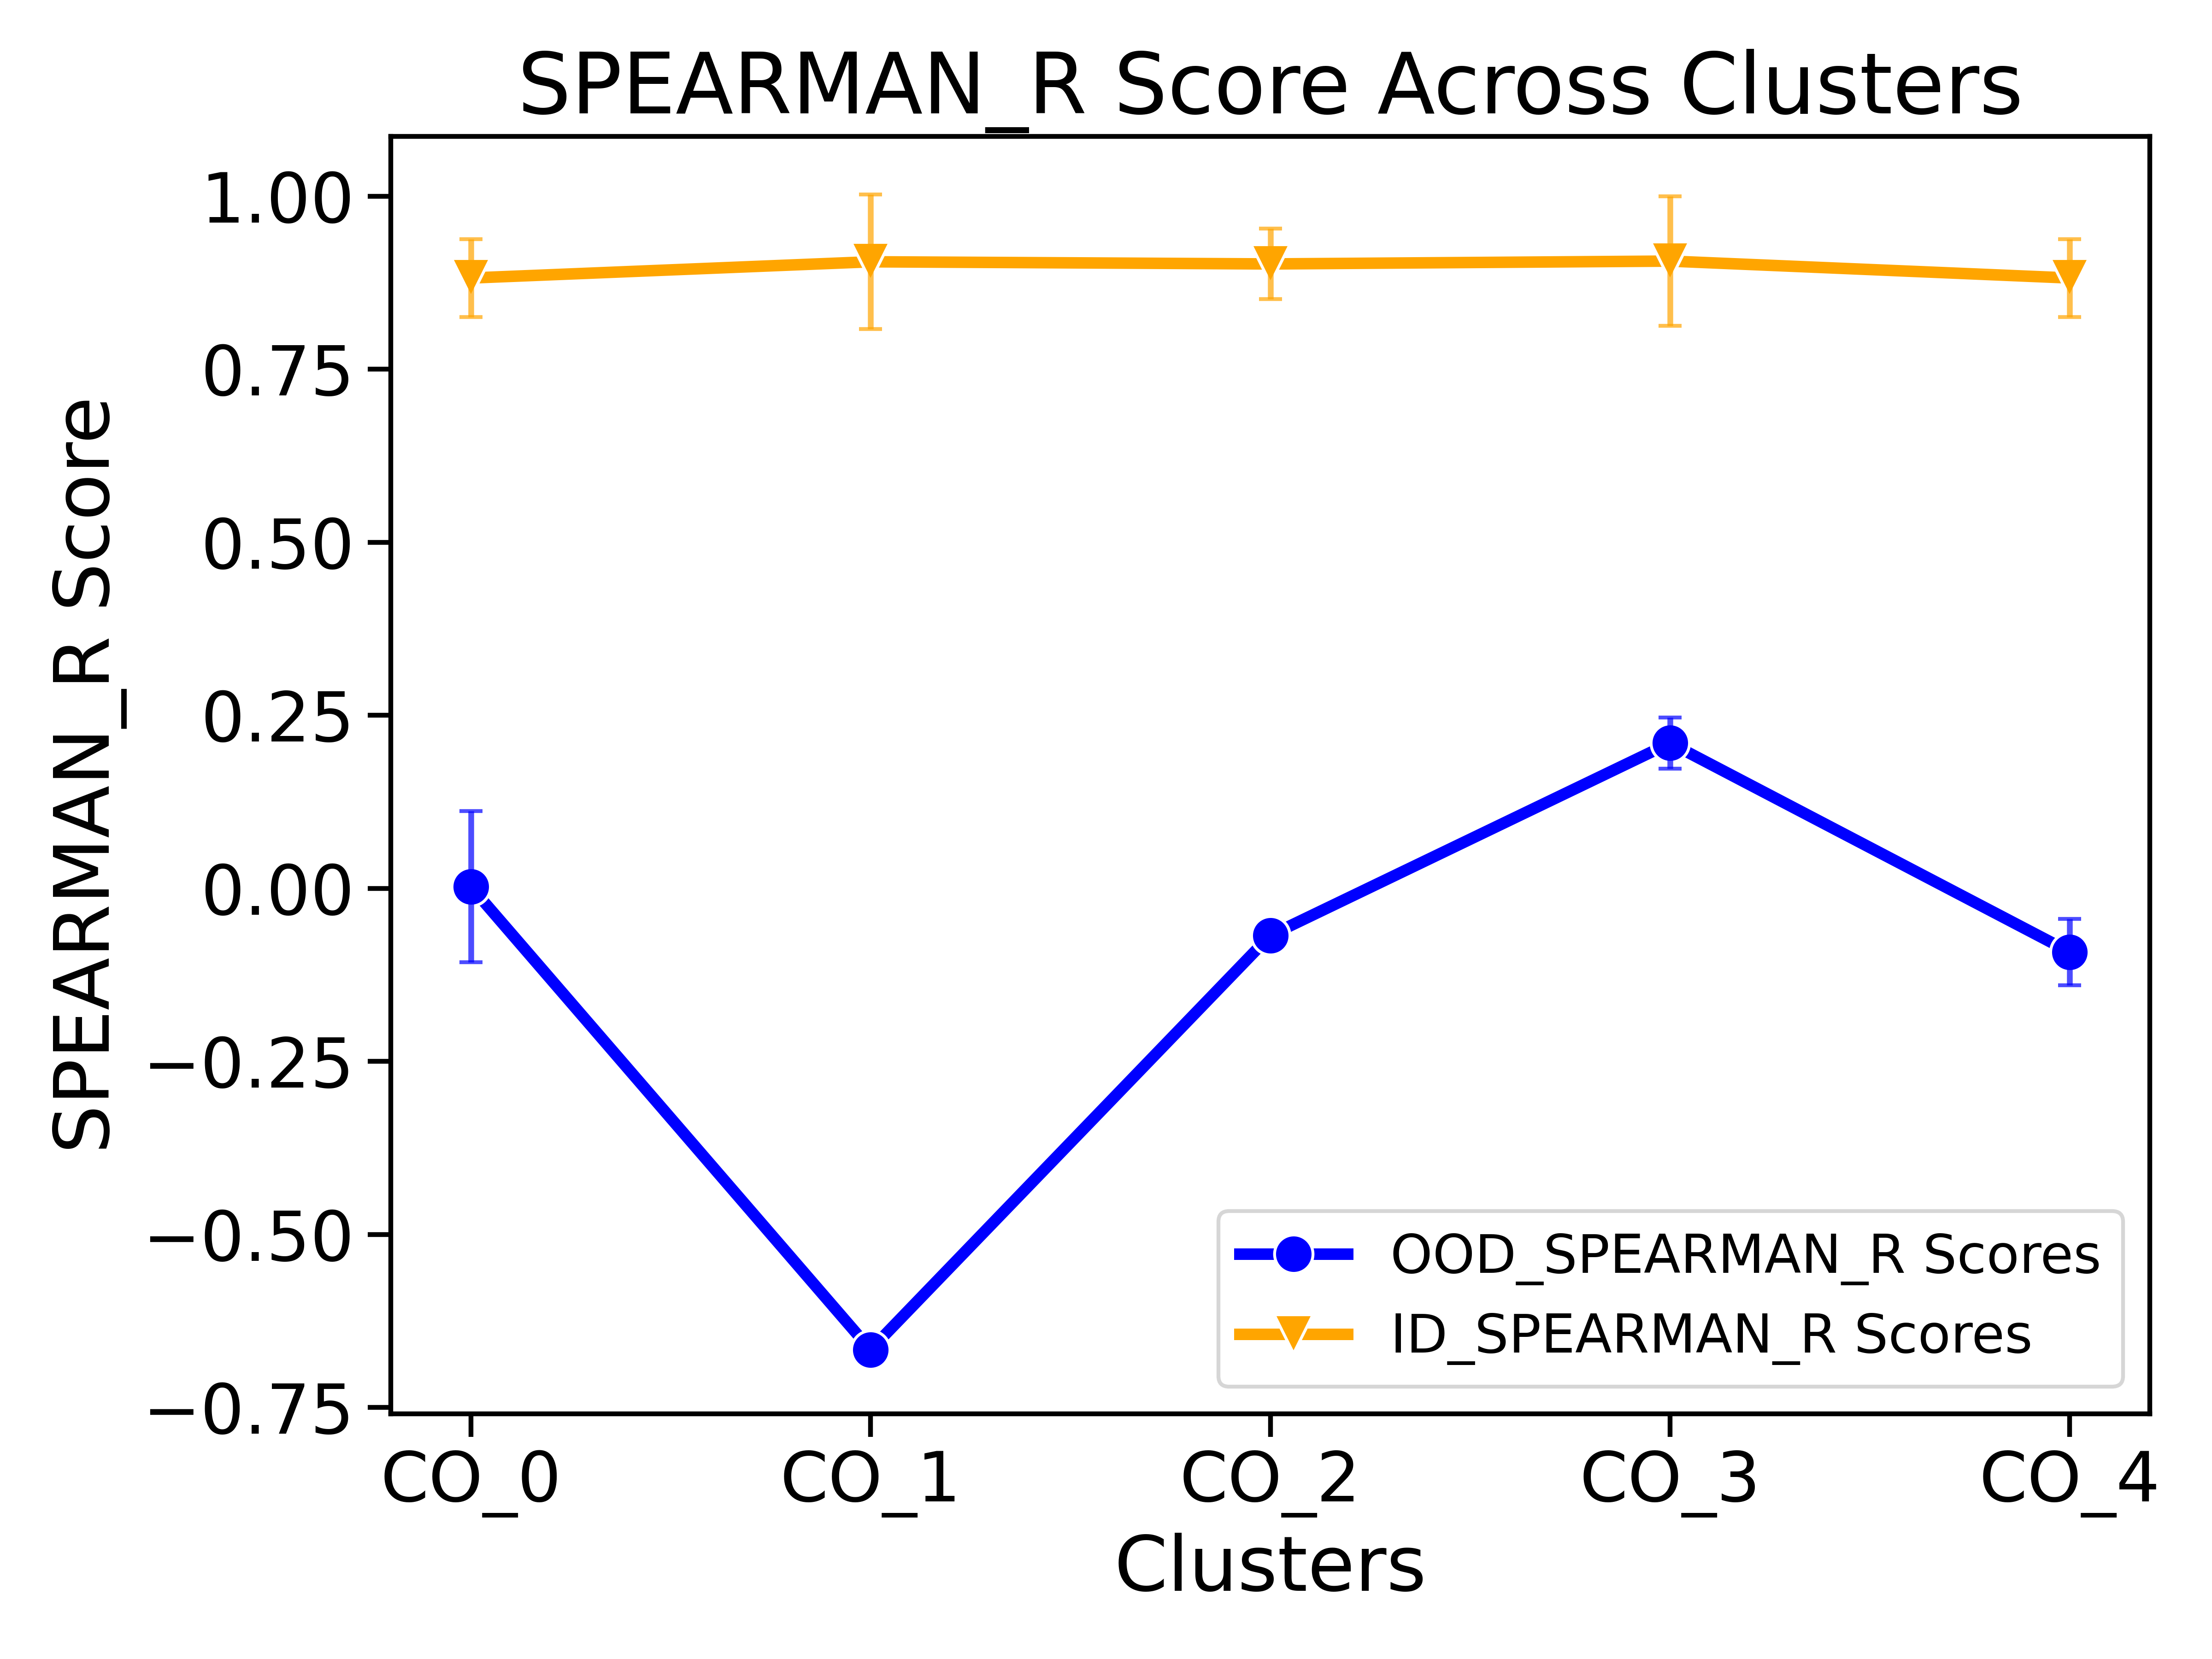 SPEARMAN_R Score Across Clusters
SPEARMAN_R Score
1.00
0.75
0.50
0.25
0.00
−0.25
−0.50
−0.75
OOD_SPEARMAN_R Scores
ID_SPEARMAN_R Scores
CO_0 CO_1 CO_2 CO_3 CO_4
Clusters